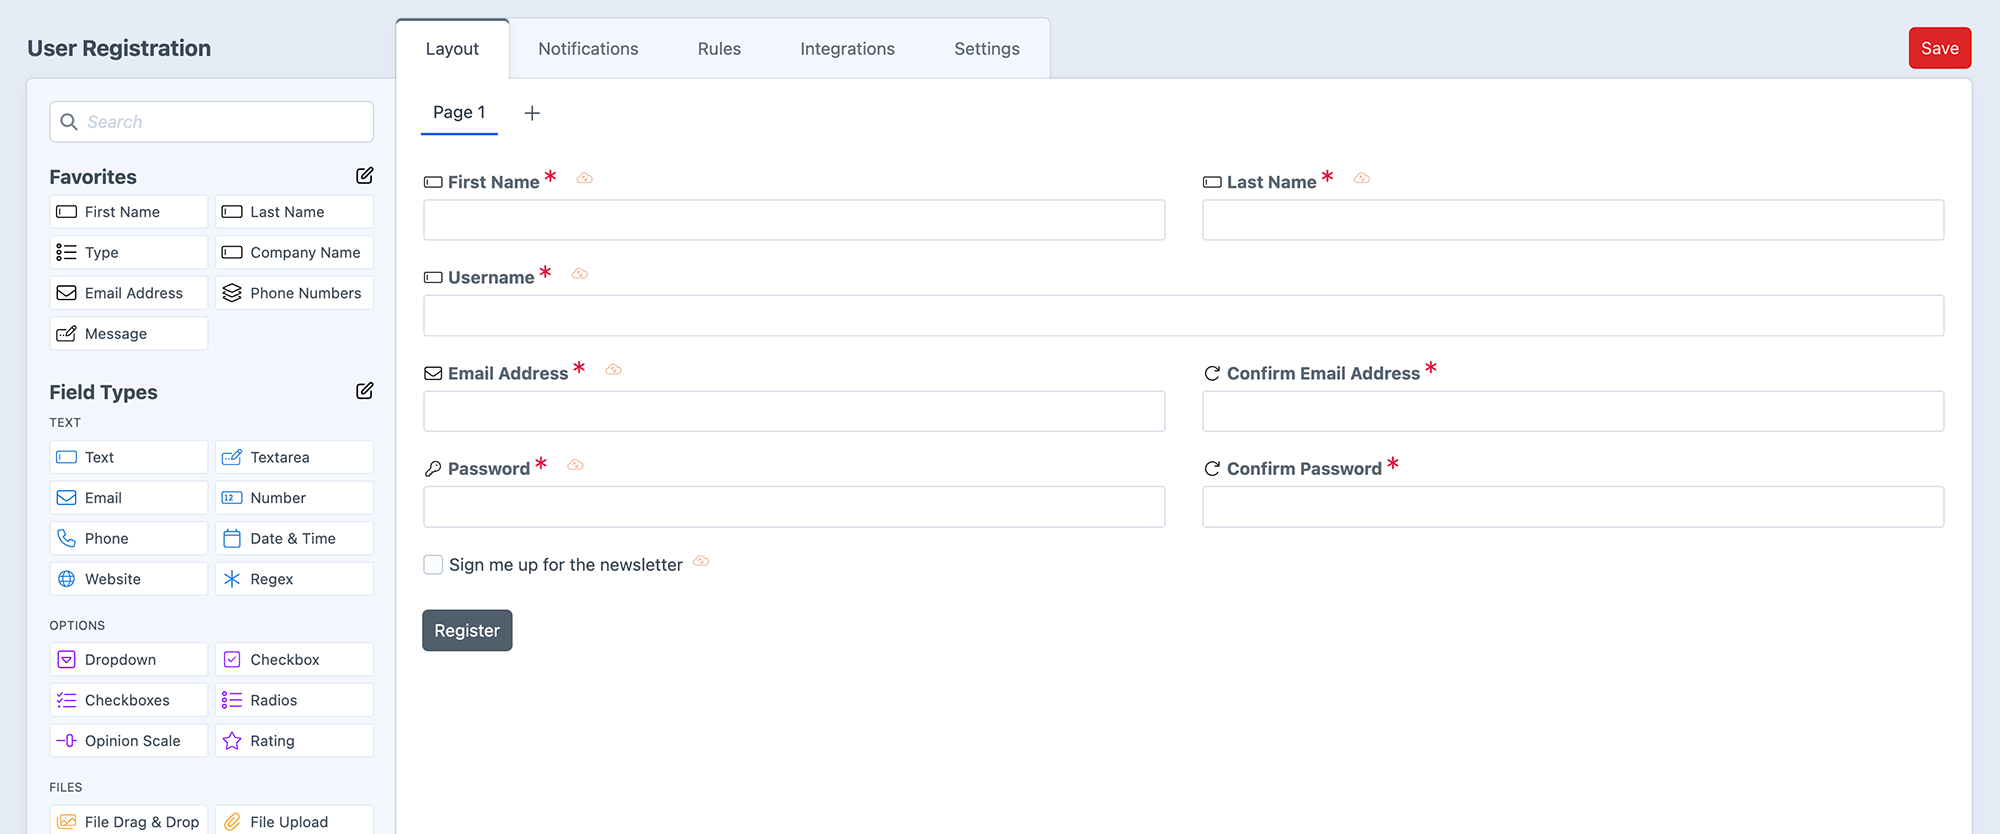 User Registration
Layout
Notifications
Rules
Integrations
Settings
Save
Search
Favorites
First Name
Last Name
Type
Company Name
Email Address
Phone Numbers
Message
Field Types
TEXT
Text
Textarea
Email
12
Number
Phone
Date & Time
Website
Regex
OPTIONS
Dropdown
Checkbox
Checkboxes
Radios
Opinion Scale
Rating
FILES
File Drag & Drop
File Upload
Page 1 +
First Name *
Last Name *
Username *
Email Address *
Confirm Email Address *
Password *
Confirm Password *
Sign me up for the newsletter
Register